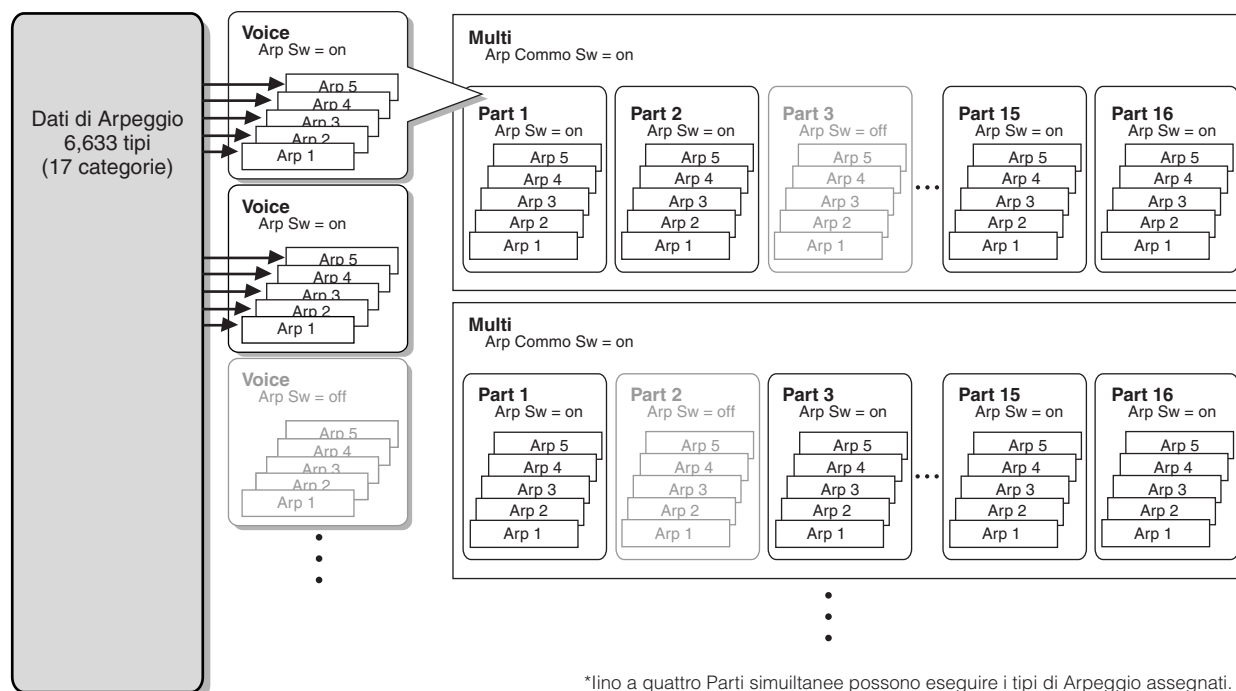 Dati di Arpeggio
6,633 tipi
(17 categorie)
Voice
Arp Sw = on
Arp 5
Arp 4
Arp 3
Arp 2
Arp 1
Voice
Arp Sw = on
Arp 5
Arp 4
Arp 3
Arp 2
Arp 1
Voice
Arp Sw = off
Arp 5
Arp 4
Arp 3
Arp 2
Arp 1
Multi
Arp Commo Sw = on
Part 1
Arp Sw = on
Arp 5
Arp 4
Arp 3
Arp 2
Arp 1
Part 2
Arp Sw = on
Arp 5
Arp 4
Arp 3
Arp 2
Arp 1
Part 3
Arp Sw = off
Arp 5
Arp 4
Arp 3
Arp 2
Arp 1
Part 15
Arp Sw = on
Arp 5
Arp 4
Arp 3
Arp 2
Arp 1
Part 16
Arp Sw = on
Arp 5
Arp 4
Arp 3
Arp 2
Arp 1
Multi
Arp Commo Sw = on
Part 1
Arp Sw = on
Arp 5
Arp 4
Arp 3
Arp 2
Arp 1
Part 2
Arp Sw = off
Arp 5
Arp 4
Arp 3
Arp 2
Arp 1
Part 3
Arp Sw = on
Arp 5
Arp 4
Arp 3
Arp 2
Arp 1
Part 15
Arp Sw = on
Arp 5
Arp 4
Arp 3
Arp 2
Arp 1
Part 16
Arp Sw = on
Arp 5
Arp 4
Arp 3
Arp 2
Arp 1
*lino a quattro Parti simuiltanee possono eseguire i tipi di Arpeggio assegnati.